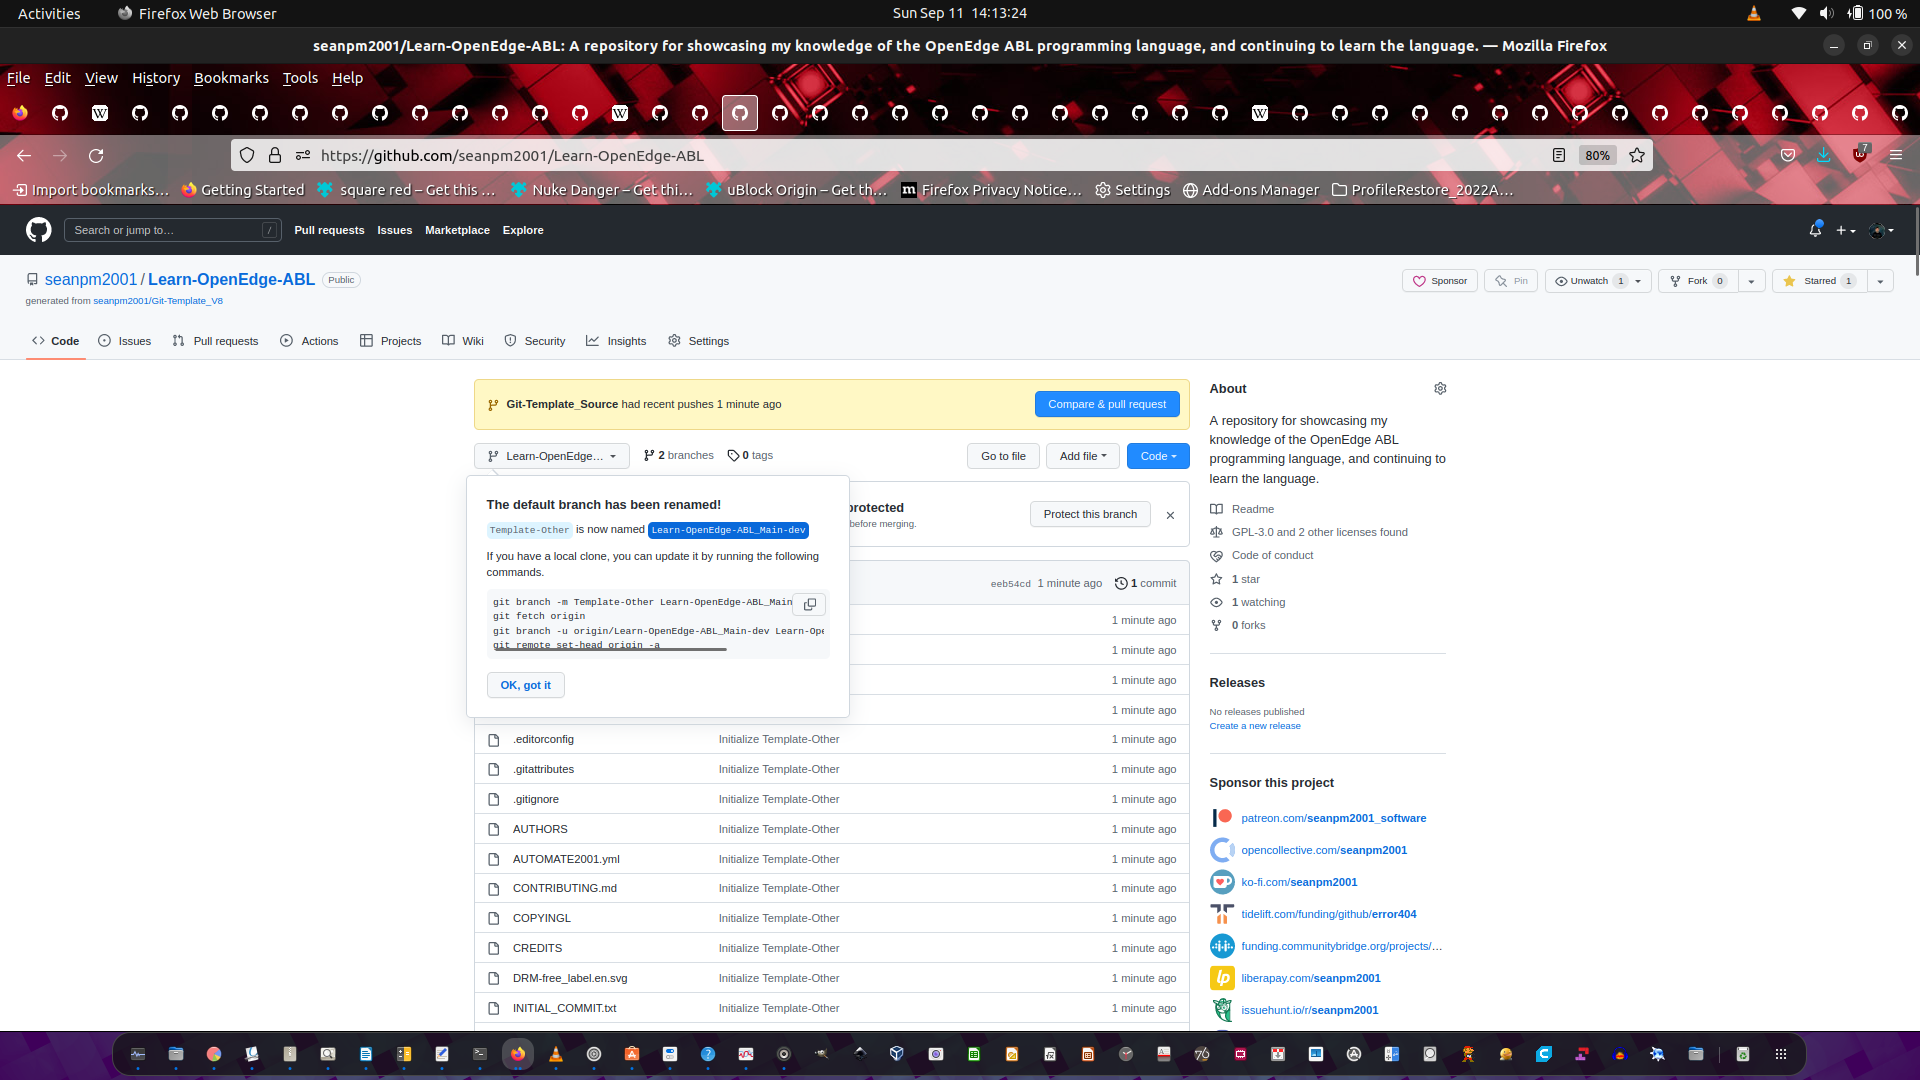 Activities
Firefox Web Browser
Sun Sep 11 14:13:24
100 %
seanpm2001/Learn-OpenEdge-ABL: A repository for showcasing my knowledge of the OpenEdge ABL programming language, and continuing to learn the language. — Mozilla Firefox
File Edit View History Bookmarks Tools Help
https://github.com/seanpm2001/Learn-OpenEdge-ABL
80%
7
Import bookmarks…
Getting Started
square red – Get this …
Nuke Danger – Get thi…
uBlock Origin – Get th…
Firefox Privacy Notice…
Settings
Add-ons Manager
ProfileRestore_2022A…
Search or jump to…
/
Pull requests Issues Marketplace Explore
seanpm2001 / Learn-OpenEdge-ABL Public
generated from seanpm2001/Git-Template_V8
Sponsor
Pin
Unwatch 1
Fork 0
Starred 1
Code
Issues
Pull requests
Actions
Projects
Wiki
Security
Insights
Settings
Git-Template_Source had recent pushes 1 minute ago
Compare & pull request
Learn-OpenEdge…
2 branches
0 tags
Go to file
Add file
Code
The default branch has been renamed!
Template-Other is now named Learn-OpenEdge-ABL_Main-dev
If you have a local clone, you can update it by running the following
commands.
git branch -m Template-Other Learn-OpenEdge-ABL_Main
git fetch origin
git branch -u origin/Learn-OpenEdge-ABL_Main-dev Learn-Ope
git remote set-head origin -a
OK, got it
protected
before merging.
Protect this branch
eeb54cd 1 minute ago
1 commit
1 minute ago
1 minute ago
1 minute ago
1 minute ago
.editorconfig Initialize Template-Other 1 minute ago
.gitattributes Initialize Template-Other 1 minute ago
.gitignore Initialize Template-Other 1 minute ago
AUTHORS Initialize Template-Other 1 minute ago
AUTOMATE2001.yml Initialize Template-Other 1 minute ago
CONTRIBUTING.md Initialize Template-Other 1 minute ago
COPYINGL Initialize Template-Other 1 minute ago
CREDITS Initialize Template-Other 1 minute ago
DRM-free_label.en.svg Initialize Template-Other 1 minute ago
INITIAL_COMMIT.txt Initialize Template-Other 1 minute ago
About
A repository for showcasing my
knowledge of the OpenEdge ABL
programming language, and continuing to
learn the language.
Readme
GPL-3.0 and 2 other licenses found
Code of conduct
1 star
1 watching
0 forks
Releases
No releases published
Create a new release
Sponsor this project
patreon.com/seanpm2001_software
opencollective.com/seanpm2001
ko-fi.com/seanpm2001
tidelift.com/funding/github/error404
funding.communitybridge.org/projects/…
liberapay.com/seanpm2001
issuehunt.io/r/seanpm2001